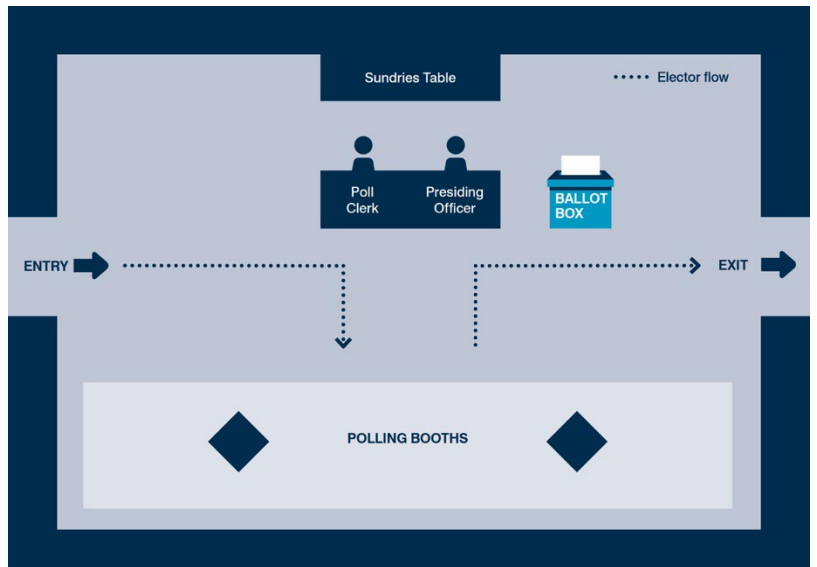 Sundries Table
Elector flow
Poll
Clerk
Presiding
Officer
BALLOT
BOX
ENTRY
EXIT
POLLING BOOTHS